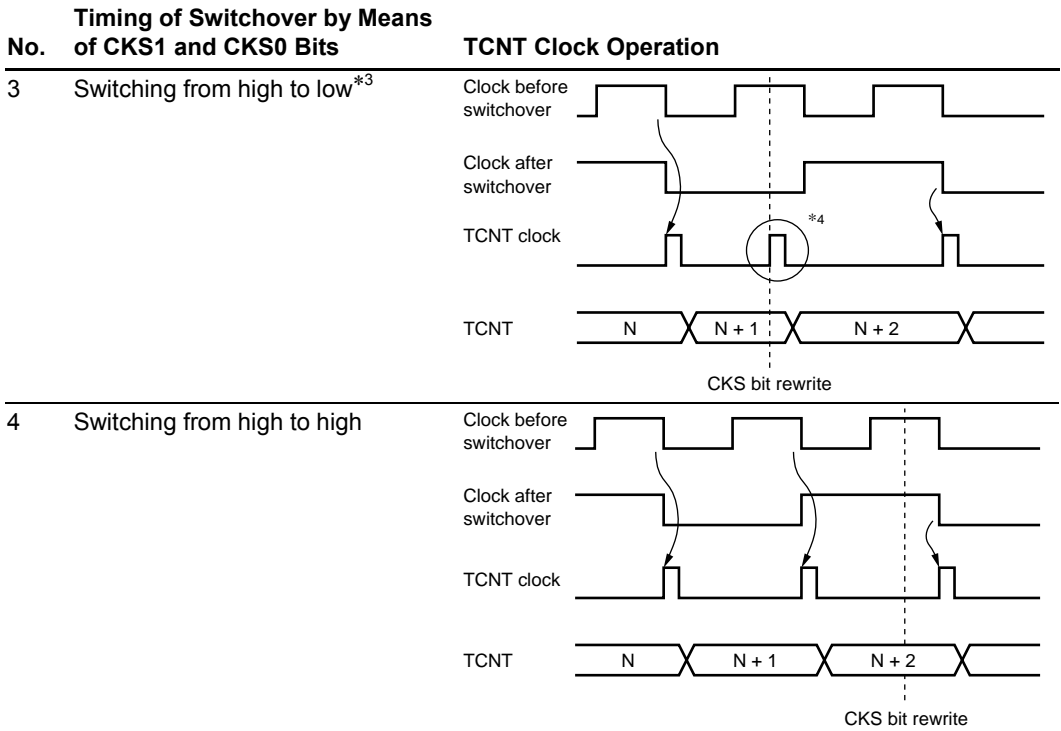 Timing of Switchover by Means
No. of CKS1 and CKS0 Bits TCNT Clock Operation
3 Switching from high to low*3
Clock before
switchover
Clock after
switchover
*4
TCNT clock
TCNT N N + 1 N + 2
CKS bit rewrite
4 Switching from high to high
Clock before
switchover
Clock after
switchover
TCNT clock
TCNT N N + 1 N + 2
CKS bit rewrite